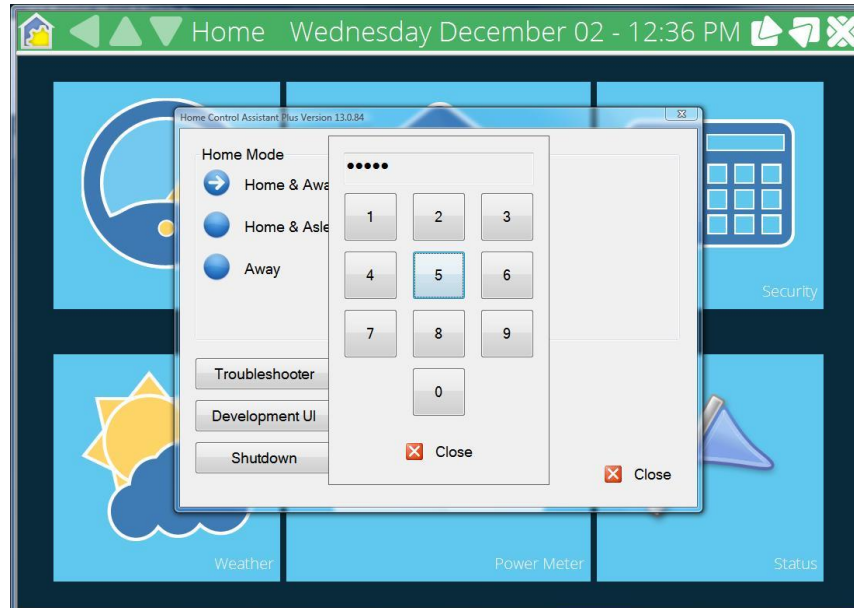 Home Wednesday December 02 - 12:36 PM
Home Control Assistant Plus Version 13.0.84
Home Mode
Home & Awa
Home & Asle
Away
•••••
1 2 3
4 5 6
7 8 9
0
Close
Troubleshooter
Development UI
Shutdown
Close
Security
Weather
Power Meter
Status